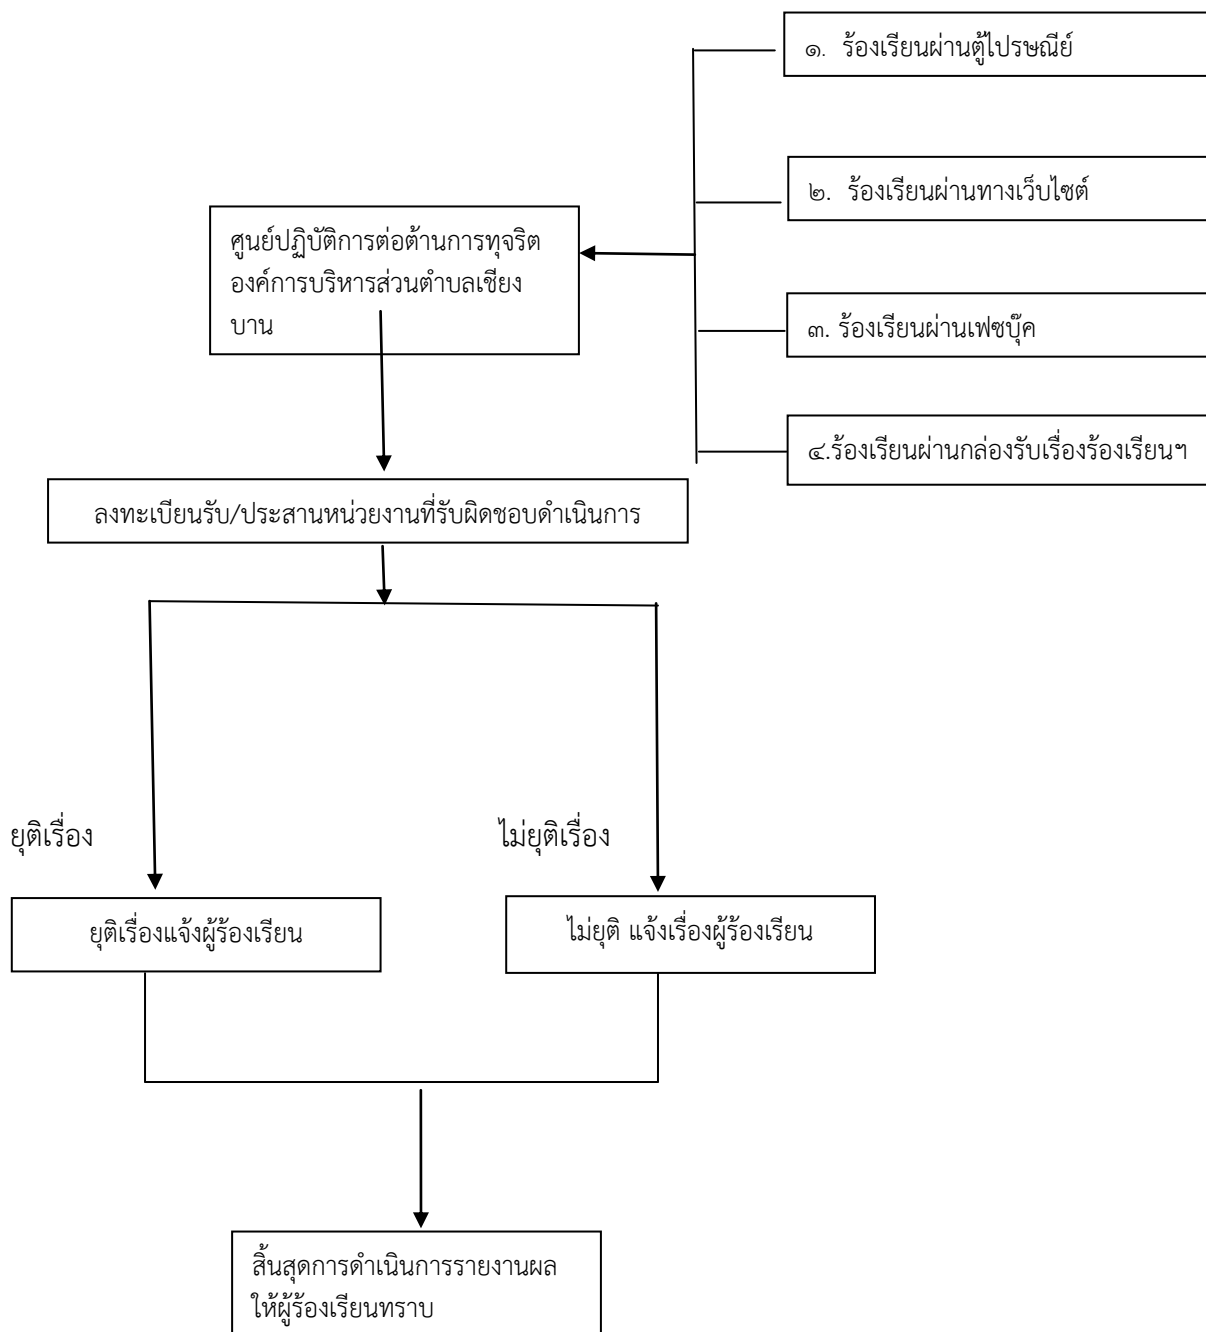 ๑. ร้องเรียนผ่านตู้ไปรษณีย์
๒. ร้องเรียนผ่านทางเว็บไซต์
ศูนย์ปฏิบัติการต่อต้านการทุจริต
องค์การบริหารส่วนตำบลเชียง
บาน
๓. ร้องเรียนผ่านเฟซบุ๊ค
๔.ร้องเรียนผ่านกล่องรับเรื่องร้องเรียนฯ
ลงทะเบียนรับ/ประสานหน่วยงานที่รับผิดชอบดำเนินการ
ยุติเรื่อง
ไม่ยุติเรื่อง
ยุติเรื่องแจ้งผู้ร้องเรียน
ไม่ยุติ แจ้งเรื่องผู้ร้องเรียน
สิ้นสุดการดำเนินการรายงานผล
ให้ผู้ร้องเรียนทราบ